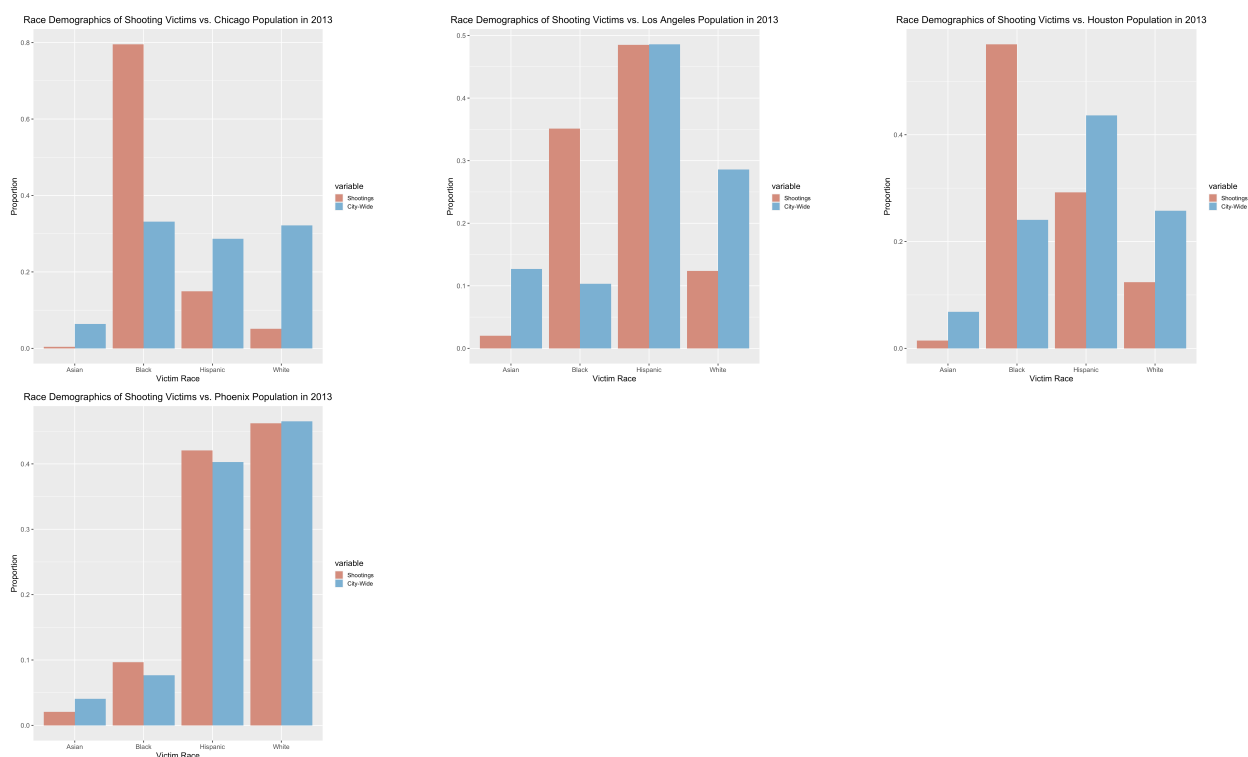 Race Demographics of Shooting Victims vs. Chicago Population in 2013
0.8
0.6
0.4
0.2
0.0
Proportion
Asian Black Hispanic White
Victim Race
variable
Shootings
City-Wide
Race Demographics of Shooting Victims vs. Los Angeles Population in 2013
0.5
0.4
0.3
0.2
0.1
0.0
Proportion
Asian Black Hispanic White
Victim Race
variable
Shootings
City-Wide
Race Demographics of Shooting Victims vs. Houston Population in 2013
0.4
0.2
0.0
Proportion
Asian Black Hispanic White
Victim Race
variable
Shootings
City-Wide
Race Demographics of Shooting Victims vs. Phoenix Population in 2013
0.4
0.3
0.2
0.1
0.0
Proportion
Asian Black Hispanic White
Victim Race
variable
Shootings
City-Wide